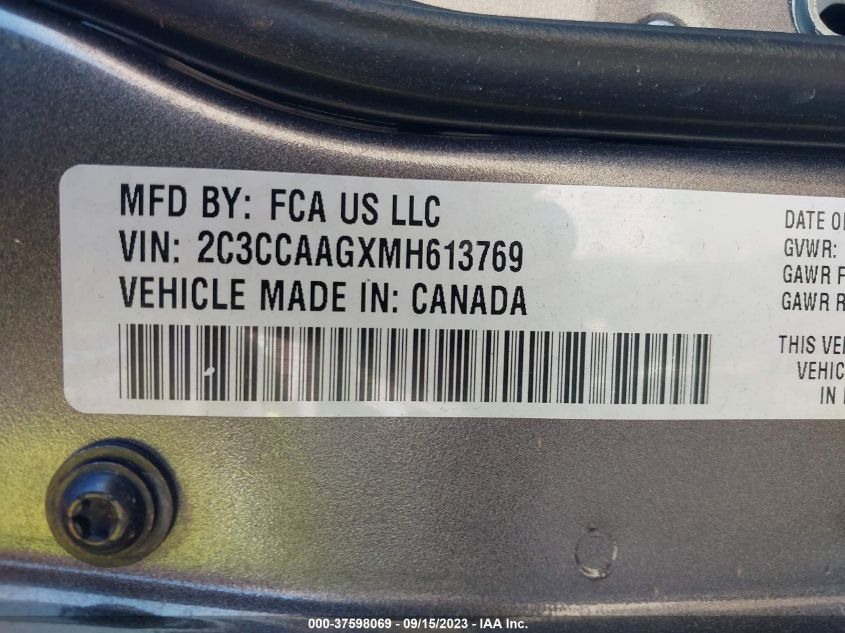 MFD BY: FCA US LLC
VIN: 2C3CCAAGXMH613769
VEHICLE MADE IN: CANADA
DATE O
GVWR:
GAWR F
GAWR R
THIS VE
VEHIC
IN
000-37598069 - 09/15/2023 - IAA Inc.